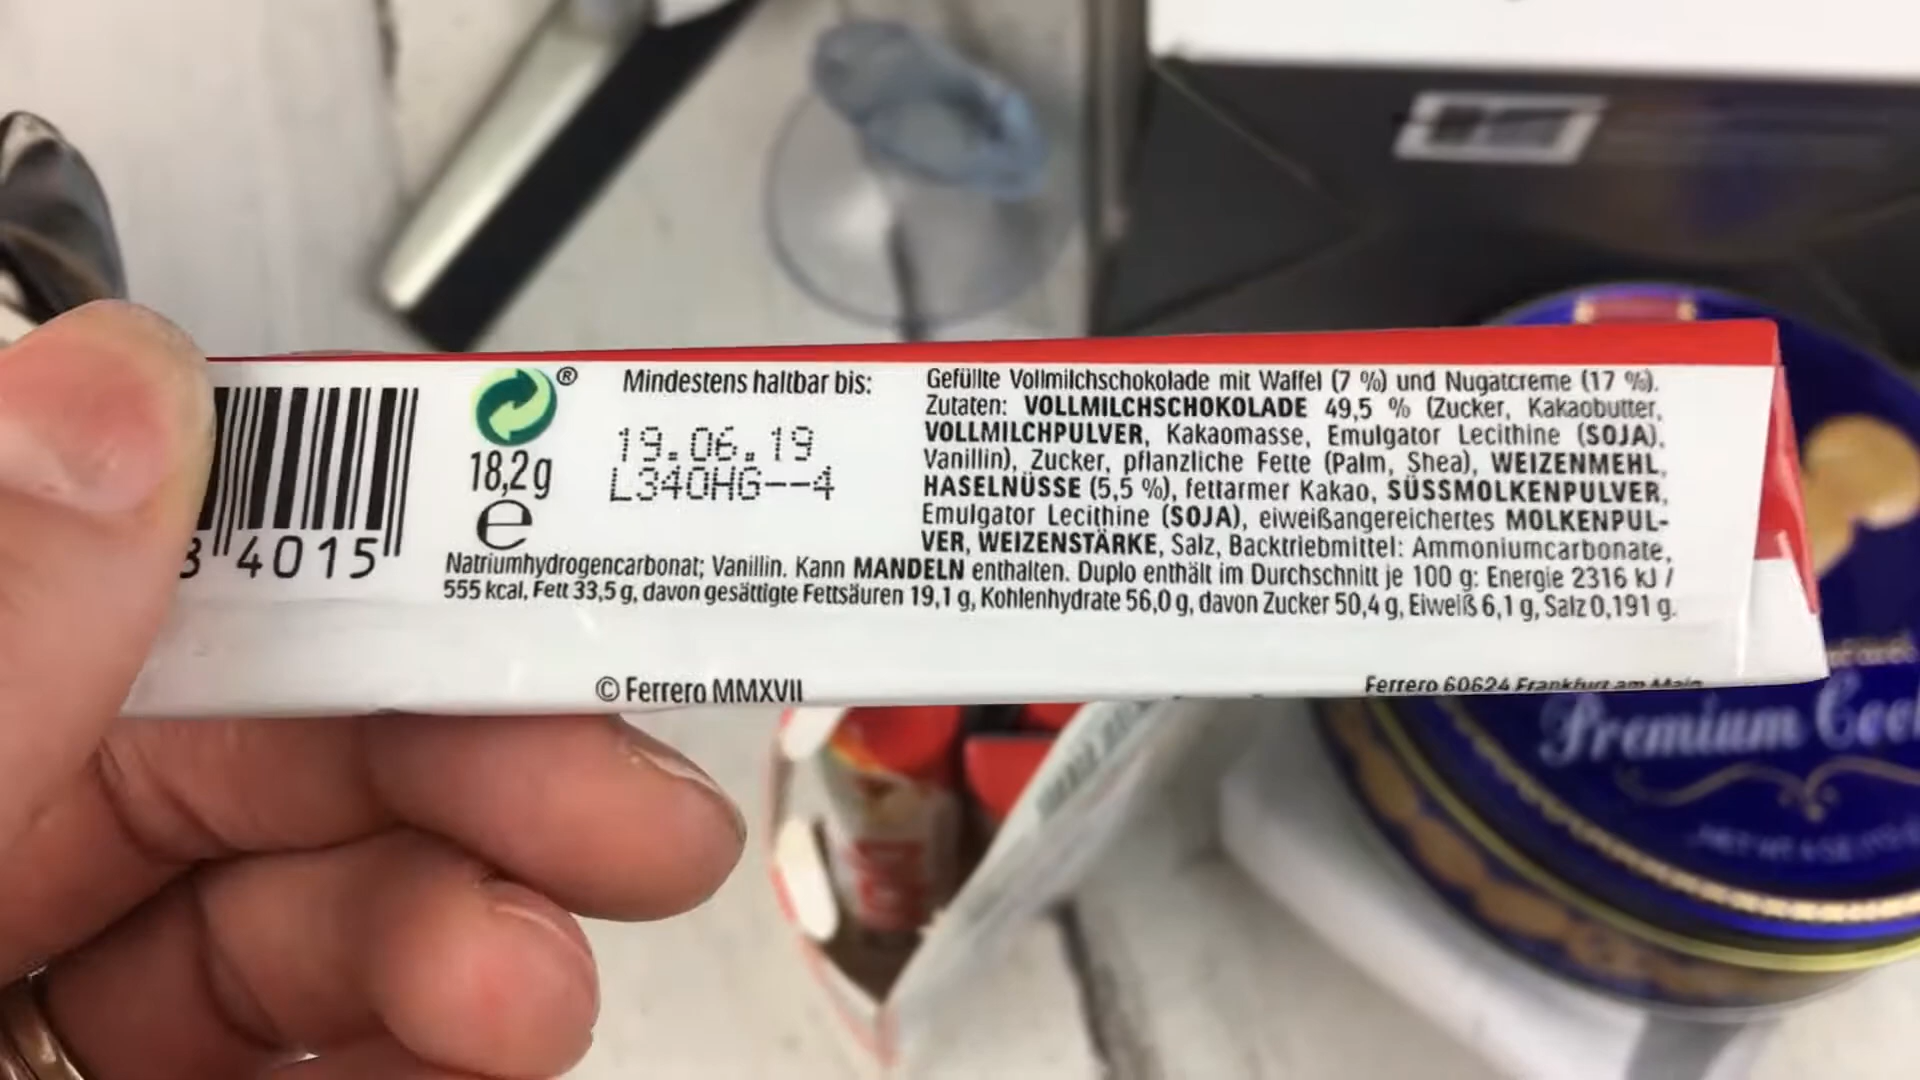 3 4015
®
18,2g
e
Mindestens haltbar bis:
19.06.19
L340HG--4
Gefüllte Vollmilchschokolade mit Waffel (7 %) und Nugatcreme (17 %).
Zutaten: VOLLMILCHSCHOKOLADE 49,5 % (Zucker, Kakaobutter,
VOLLMILCHPULVER, Kakaomasse, Emulgator Lecithine (SOJA),
Vanillin), Zucker, pflanzliche Fette (Palm, Shea), WEIZENMEHL,
HASELNÜSSE (5,5 %), fettarmer Kakao, SÜSSMOLKENPULVER,
Emulgator Lecithine (SOJA), eiweißangereichertes MOLKENPUL-
VER, WEIZENSTÄRKE, Salz, Backtriebmittel: Ammoniumcarbonate,
Natriumhydrogencarbonat; Vanillin. Kann MANDELN enthalten. Duplo enthält im Durchschnitt je 100 g: Energie 2316 kJ /
555 kcal, Fett 33,5 g, davon gesättigte Fettsäuren 19,1 g, Kohlenhydrate 56,0 g, davon Zucker 50,4 g, Eiweiß 6,1 g, Salz 0,191 g.
© Ferrero MMXVII
Ferrero 60624 Frankfurt am Main
Premium